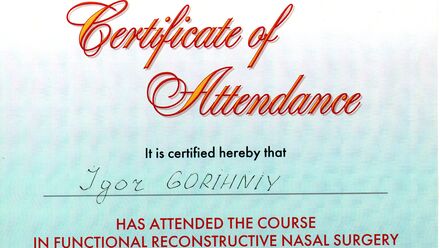 Certificate of
Attendance
It is certified hereby that
Igor GORIHNIY
HAS ATTENDED THE COURSE
IN FUNCTIONAL RECONSTRUCTIVE NASAL SURGERY